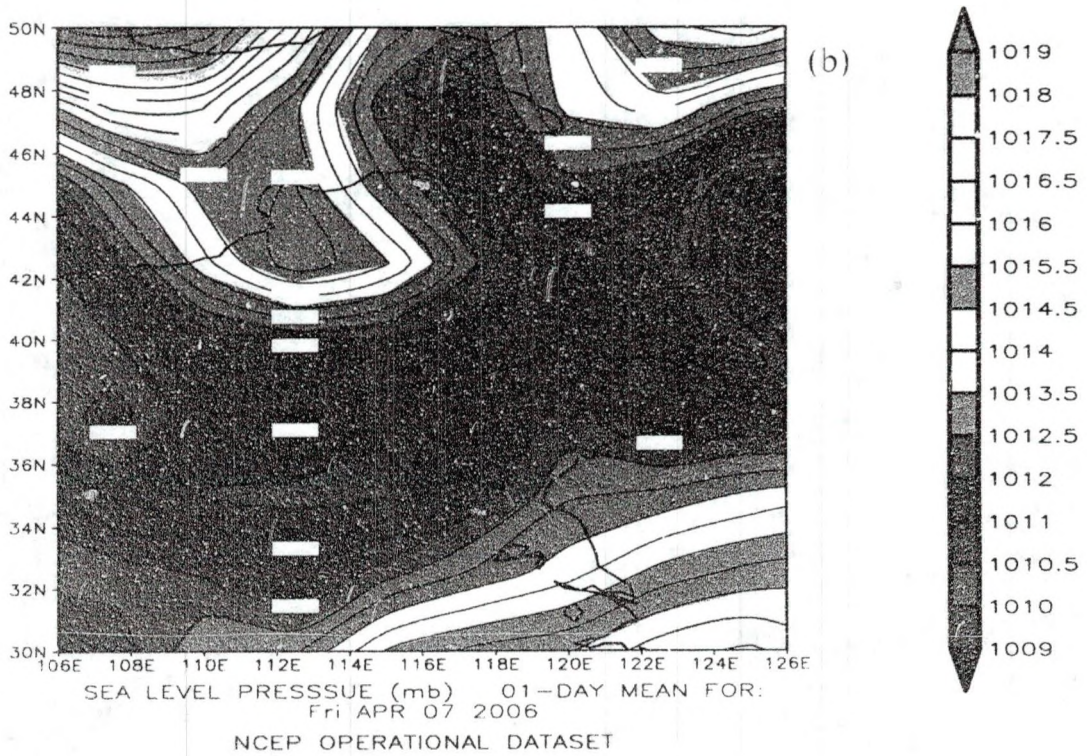 50N
48N
46N
44N
42N
40N
38N
36N
34N
32N
30N
106E 108E 110E 112E 114E 116E 118E 120E 122E 124E 126E
SEA LEVEL PRESSSUE (mb) 01-DAY MEAN FOR:
Fri APR 07 2006
NCEP OPERATIONAL DATASET
(b)
1019
1018
1017.5
1016.5
1016
1015.5
1014.5
1014
1013.5
1012.5
1012
1011
1010.5
1010
1009